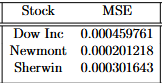 Stock MSE
Dow Inc 0.000459761
Newmont 0.000201218
Sherwin 0.000301643